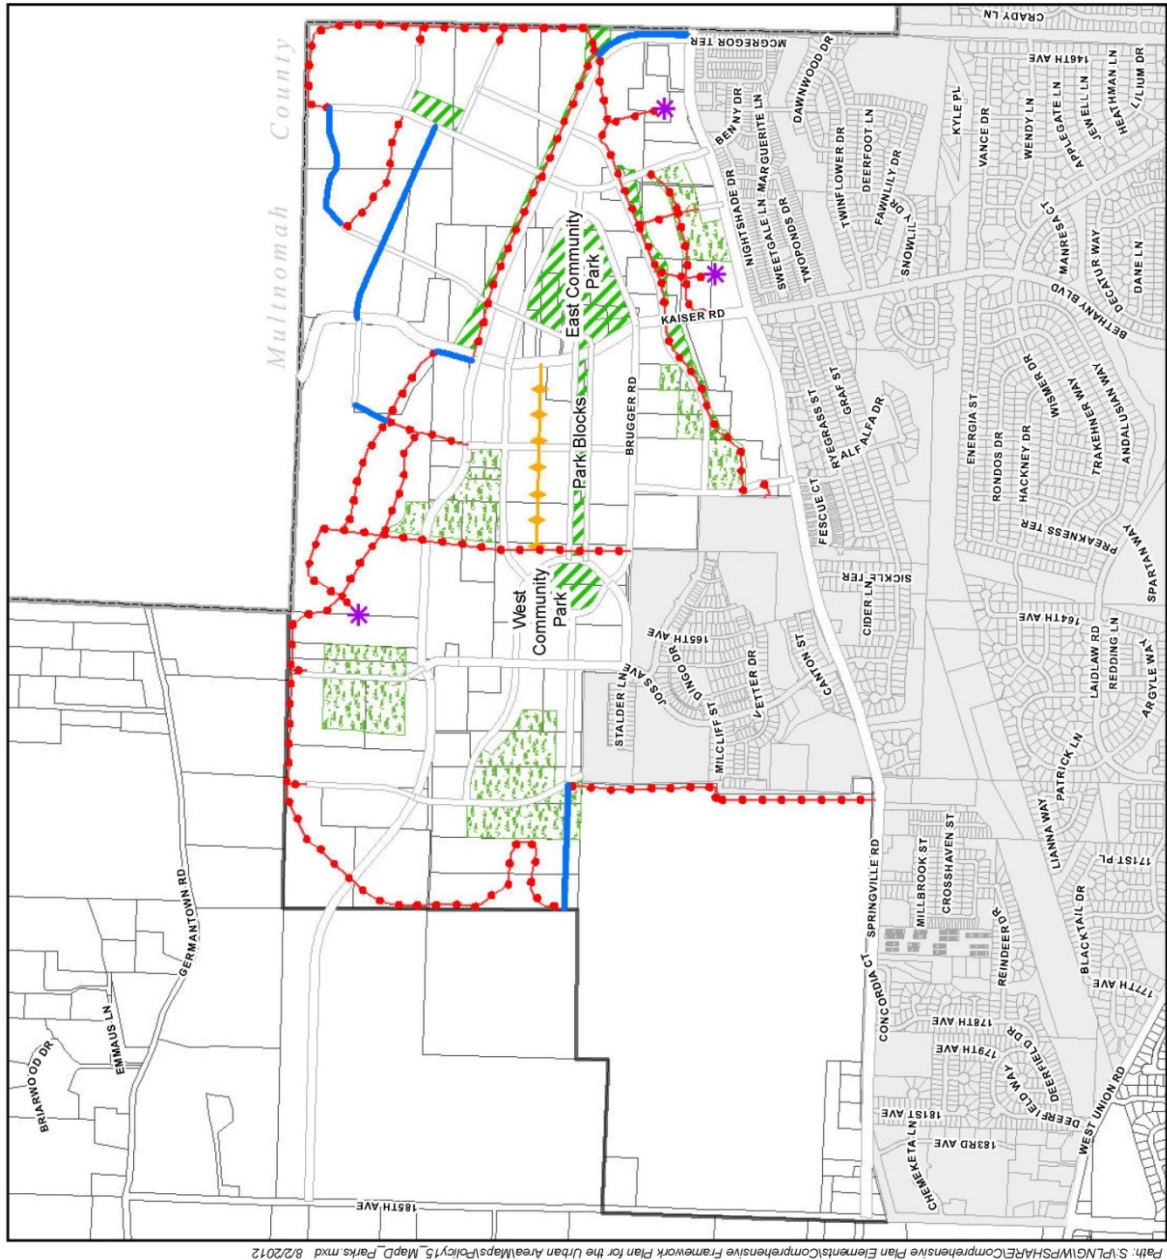 Multnomah County
CRADY LN
MCGREGOR TER
146TH AVE
LILIUM DR
HEATHMAN LN
JEWELL LN
APPLEGATE LN
WENDY LN
VANCE DR
KYLE PL
DAWNWOOD DR
BENNY DR
MARGUERITE LN
SWEETGALE LN
TWOPONDS DR
NIGHTSHADE DR
TWINFLOWER DR
DEERFOOT LN
FAWNLILY DR
SNOWLILY DR
MANRESA CT
DECATUR WAY
DANE LN
BETHANY BLVD
East Community
Park
KAISER RD
Park Blocks
BRUGGER RD
RYEGRASS ST
GRAF ST
ALFALFA DR
FESCUE CT
ENERGIA ST
RONDOS DR
HACKNEY DR
WISMER DR
TRAKEHNER WAY
ANDALUSIAN WAY
PREAKNESS TER
SPARTAN WAY
West
Community
Park
SICKLE TER
CIDER LN
164TH AVE
LAIDLAW RD
REDDING LN
ARGYLE WAY
165TH AVE
JOSS AVE
STALDER LN
DINGO DR
VETTER DR
MILCLIFF ST
CANTON ST
PATRICK LN
LIANNA WAY
171ST PL
SPRINGVILLE RD
MILLBROOK ST
CROSSHAVEN ST
REINDEER DR
BLACKTAIL DR
177TH AVE
CONCORDIA CT
178TH AVE
179TH AVE
DEERFIELD DR
DEERFIELD WAY
181ST AVE
183RD AVE
CHEMEKETA LN
WEST UNION RD
GERMANTOWN RD
EMMAUS LN
BRIARWOOD DR
185TH AVE
Path: S:\PLNG\WPSHARE\Comprehensive Plan Elements\Comprehensive Framework Plan for the Urban Area\Maps\Policy15_MapD_Parks.mxd 8/2/2012